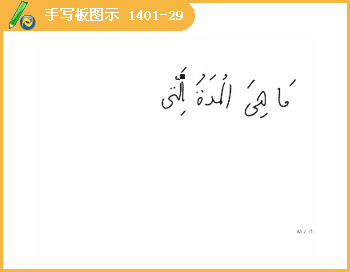 手写板图示 1401-29
مَا هِيَ الْمُدَةُ الَّتِى